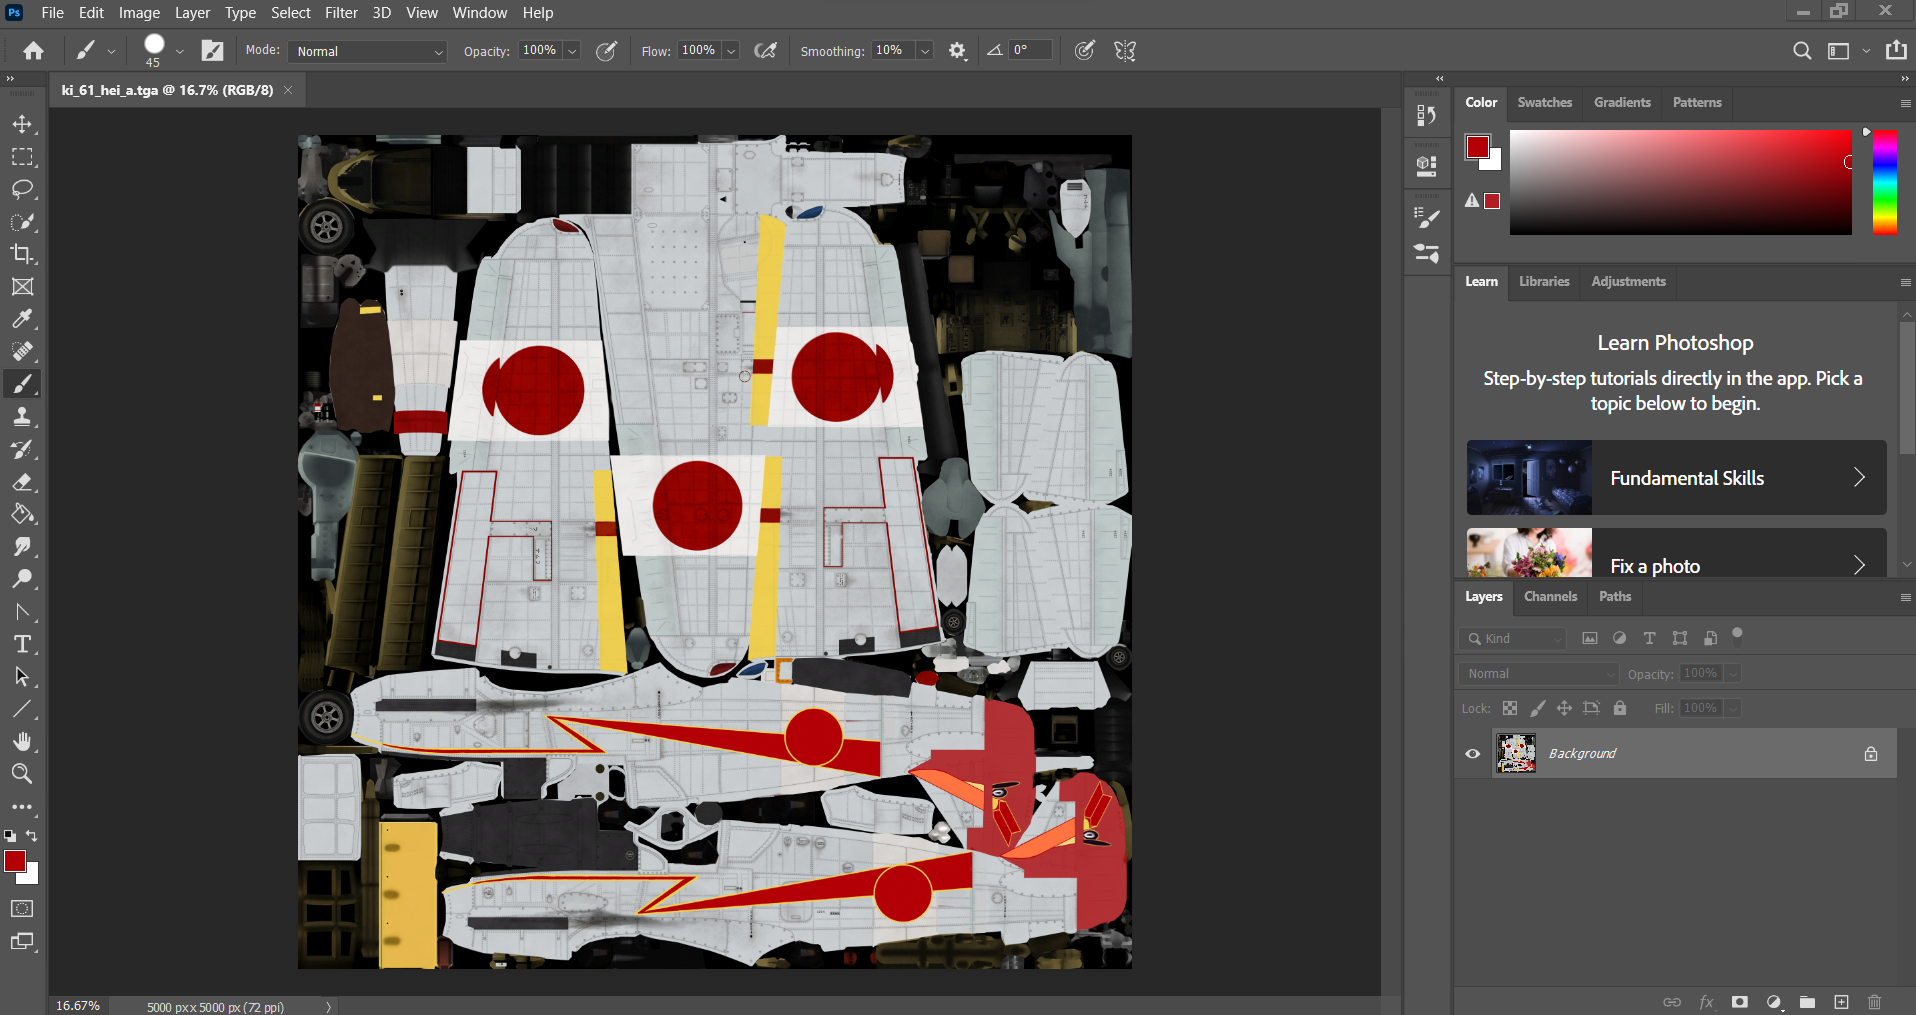 Ps File Edit Image Layer Type Select Filter 3D View Window Help
45 Mode: Normal Opacity: 100% Flow: 100% Smoothing: 10% 0°
ki_61_hei_a.tga @ 16.7% (RGB/8)
Color Swatches Gradients Patterns
Learn Libraries Adjustments
Learn Photoshop
Step-by-step tutorials directly in the app. Pick a
topic below to begin.
Fundamental Skills
Fix a photo
Layers Channels Paths
Kind
Normal Opacity: 100%
Lock: Fill: 100%
Background
fx
16.67% 5000 px x 5000 px (72 ppi)